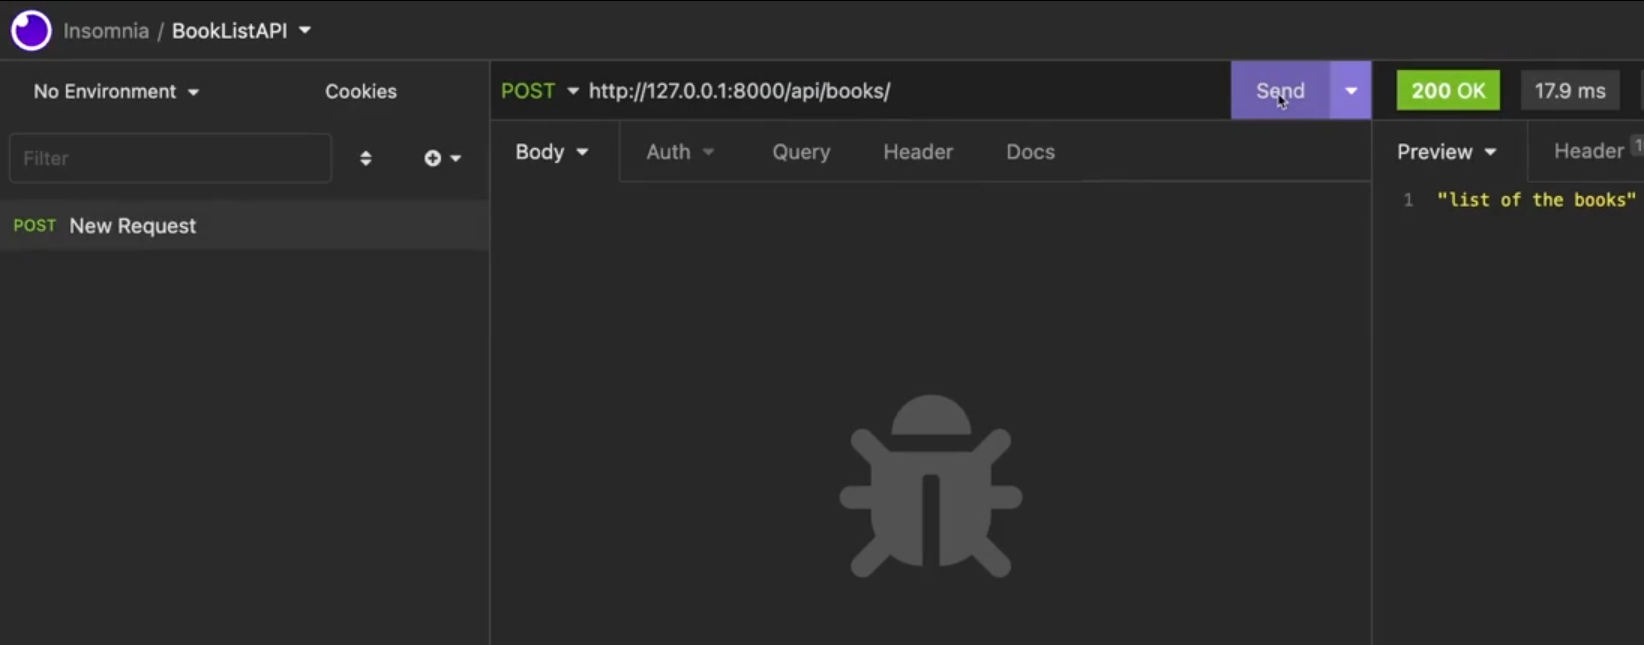 Insomnia / BookListAPI
No Environment
Cookies
Filter
POST New Request
POST http://127.0.0.1:8000/api/books/
Send
200 OK
17.9 ms
Body
Auth
Query
Header
Docs
Preview
Header
1 "list of the books"